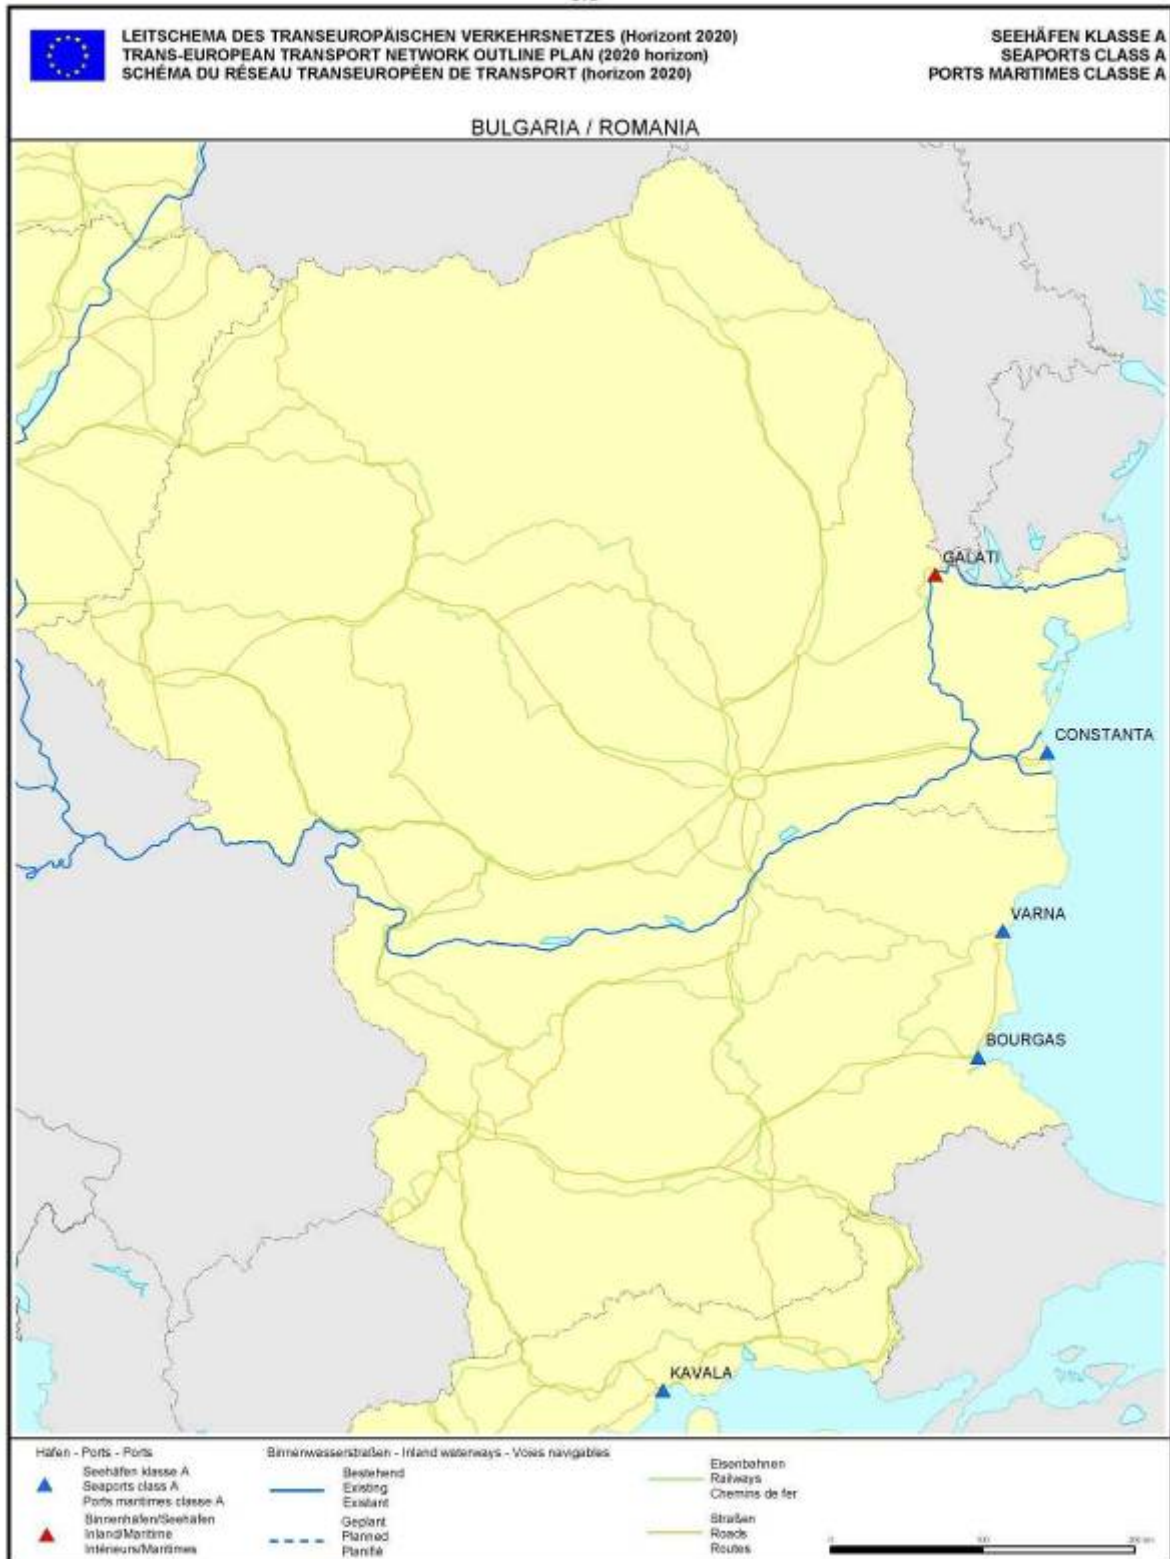 LEITSCHEMA DES TRANSEUROPÄISCHEN VERKEHRSNETZES (Horizont 2020)
TRANS-EUROPEAN TRANSPORT NETWORK OUTLINE PLAN (2020 horizon)
SCHÉMA DU RÉSEAU TRANSEUROPÉEN DE TRANSPORT (horizon 2020)
SEEHÄFEN KLASSE A
SEAPORTS CLASS A
PORTS MARITIMES CLASSE A
BULGARIA / ROMANIA
GALATI
CONSTANTA
VARNA
BOURGAS
KAVALA
Häfen - Ports - Ports
Seehäfen klasse A
Seaports class A
Ports maritimes classe A
Binnenhäfen/Seehäfen
Inland/Maritime
Intérieurs/Maritimes
Binnenwasserstraßen - Inland waterways - Voies navigables
Bestehend
Existing
Existant
Geplant
Planned
Planifié
Eisenbahnen
Railways
Chemins de fer
Straßen
Roads
Routes
0